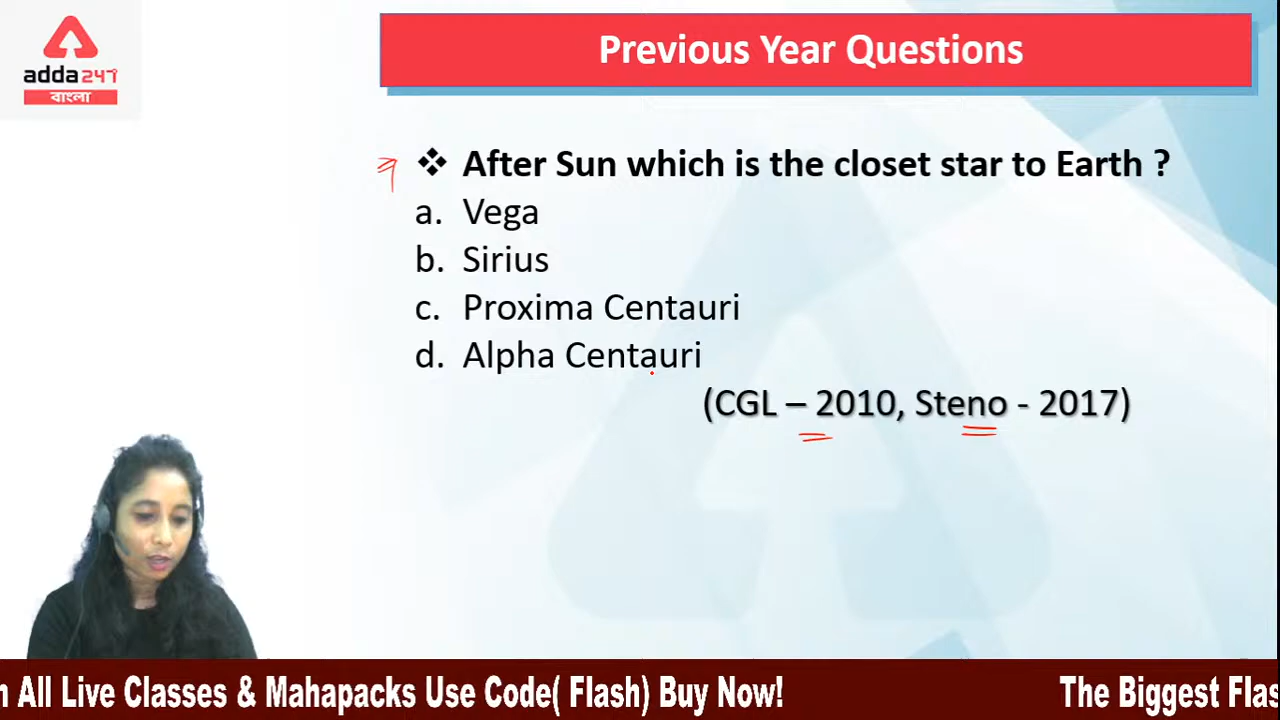 adda247
বাংলা
Previous Year Questions
❖ After Sun which is the closet star to Earth ?
a. Vega
b. Sirius
c. Proxima Centauri
d. Alpha Centauri
(CGL – 2010, Steno - 2017)
n All Live Classes & Mahapacks Use Code( Flash) Buy Now! The Biggest Flas